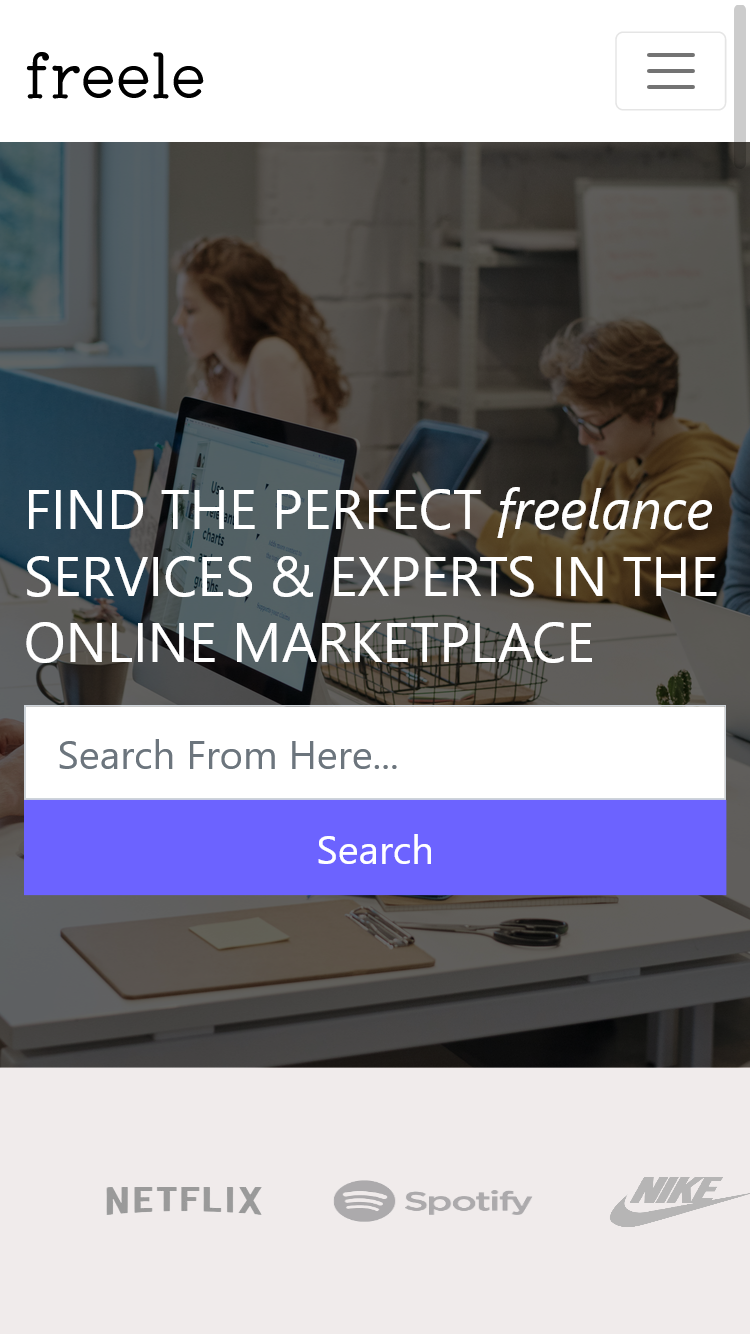 freele
FIND THE PERFECT freelance
SERVICES & EXPERTS IN THE
ONLINE MARKETPLACE
Search From Here...
Search
NETFLIX
Spotify
NIKE